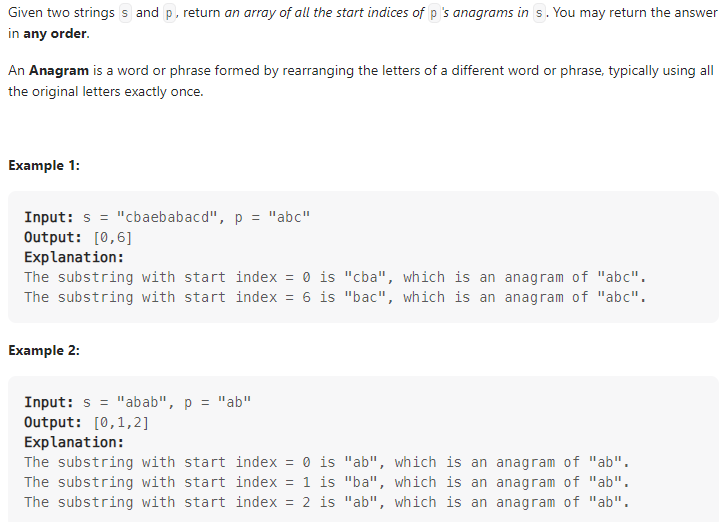 Given two strings s and p, return an array of all the start indices of p's anagrams in s. You may return the answer
in any order.
An Anagram is a word or phrase formed by rearranging the letters of a different word or phrase, typically using all
the original letters exactly once.
Example 1:
Input: s = "cbaebabacd", p = "abc"
Output: [0,6]
Explanation:
The substring with start index = 0 is "cba", which is an anagram of "abc".
The substring with start index = 6 is "bac", which is an anagram of "abc".
Example 2:
Input: s = "abab", p = "ab"
Output: [0,1,2]
Explanation:
The substring with start index = 0 is "ab", which is an anagram of "ab".
The substring with start index = 1 is "ba", which is an anagram of "ab".
The substring with start index = 2 is "ab", which is an anagram of "ab".